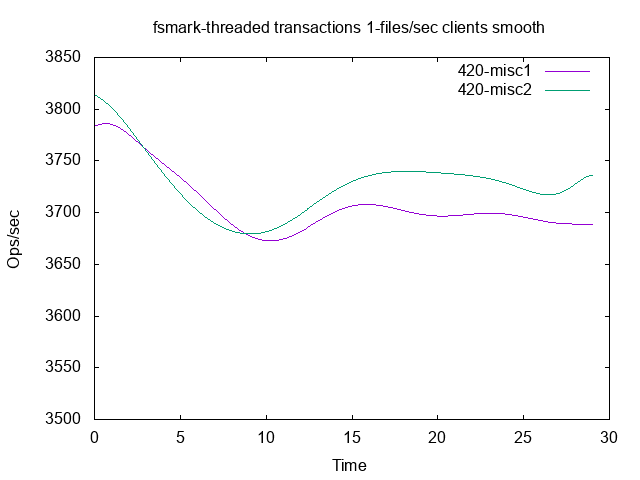 fsmark-threaded transactions 1-files/sec clients smooth
3850
3800
3750
3700
3650
3600
3550
3500
Ops/sec
420-misc1
420-misc2
0 5 10 15 20 25 30
Time